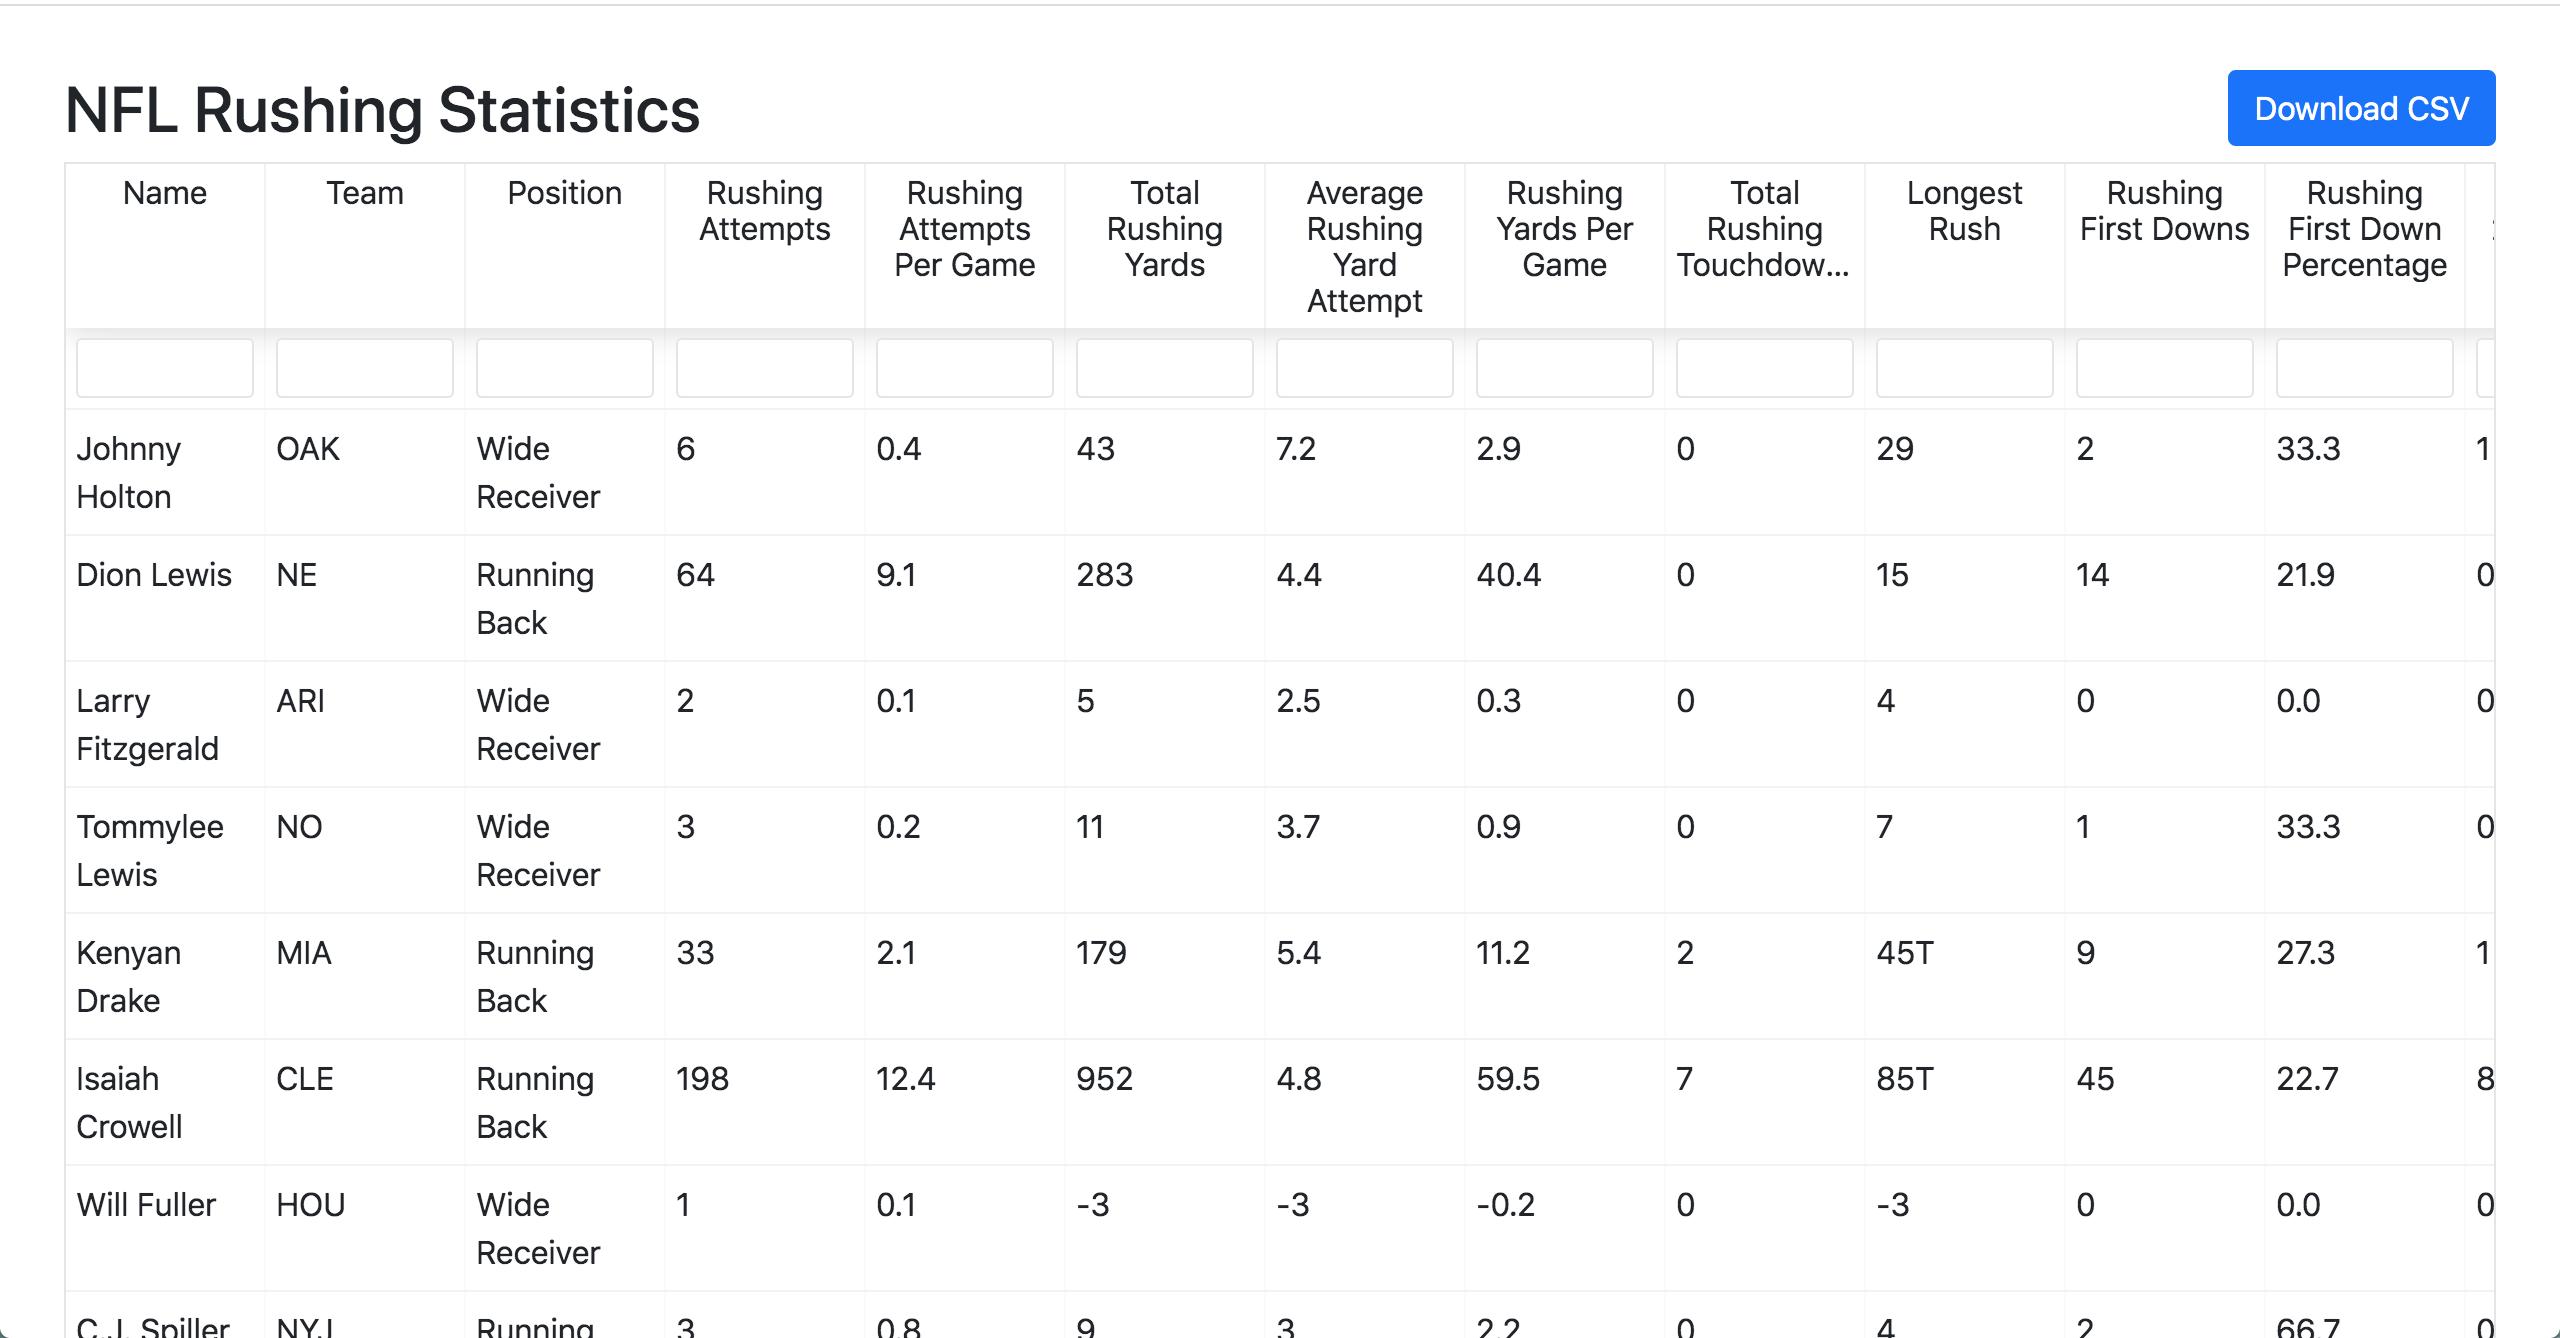 NFL Rushing Statistics
Download CSV
Name Team Position Rushing Rushing Total Average Rushing Total Longest Rushing Rushing
Attempts Attempts Rushing Rushing Yards Per Rushing Rush First Downs First Down
Per Game Yards Yard Game Touchdow... Percentage
Attempt
Johnny OAK Wide 6 0.4 43 7.2 2.9 0 29 2 33.3 1
Holton Receiver
Dion Lewis NE Running 64 9.1 283 4.4 40.4 0 15 14 21.9 0
Back
Larry ARI Wide 2 0.1 5 2.5 0.3 0 4 0 0.0 0
Fitzgerald Receiver
Tommylee NO Wide 3 0.2 11 3.7 0.9 0 7 1 33.3 0
Lewis Receiver
Kenyan MIA Running 33 2.1 179 5.4 11.2 2 45T 9 27.3 1
Drake Back
Isaiah CLE Running 198 12.4 952 4.8 59.5 7 85T 45 22.7 8
Crowell Back
Will Fuller HOU Wide 1 0.1 -3 -3 -0.2 0 -3 0 0.0 0
Receiver
C.J. Spiller NYJ Running 3 0.8 9 3 2.2 0 4 2 66.7 0